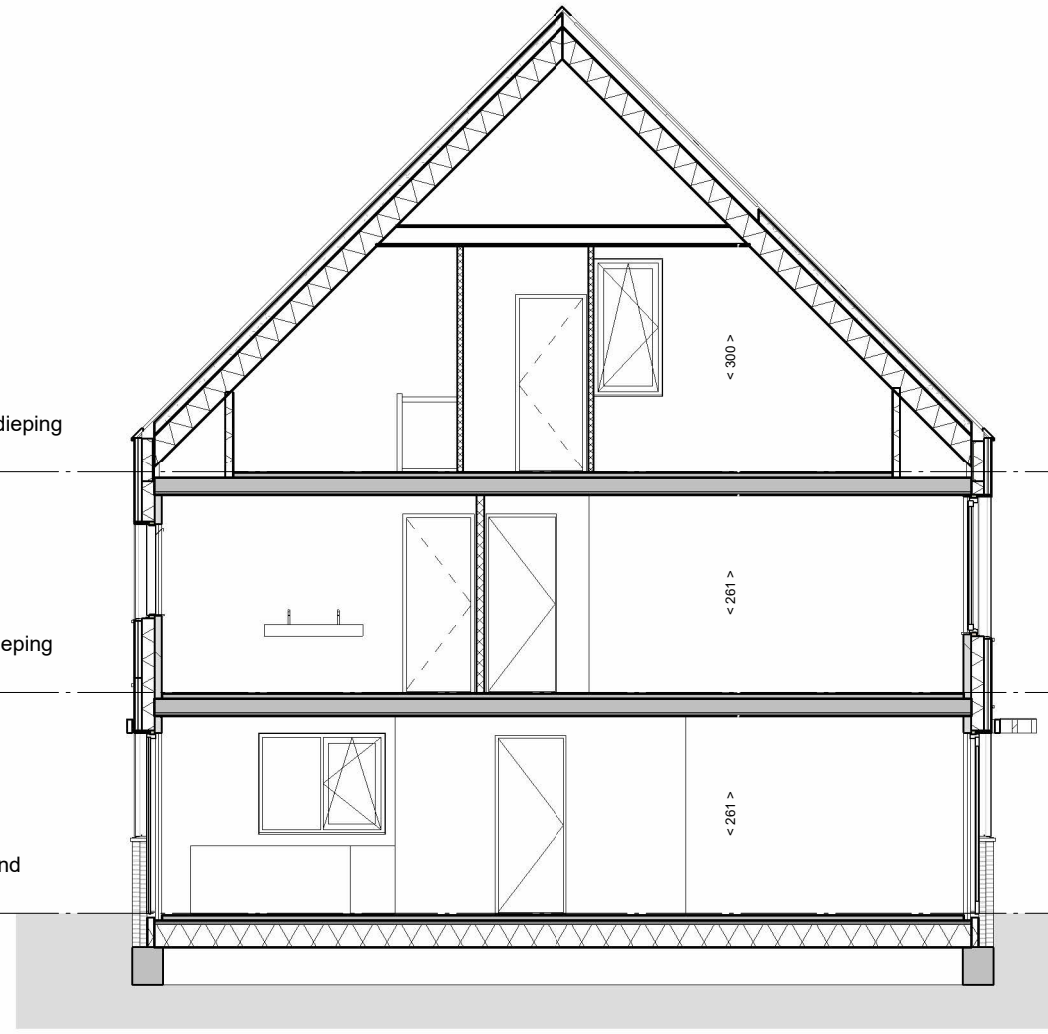 dieping
< 300 >
< 261 >
eping
< 261 >
nd